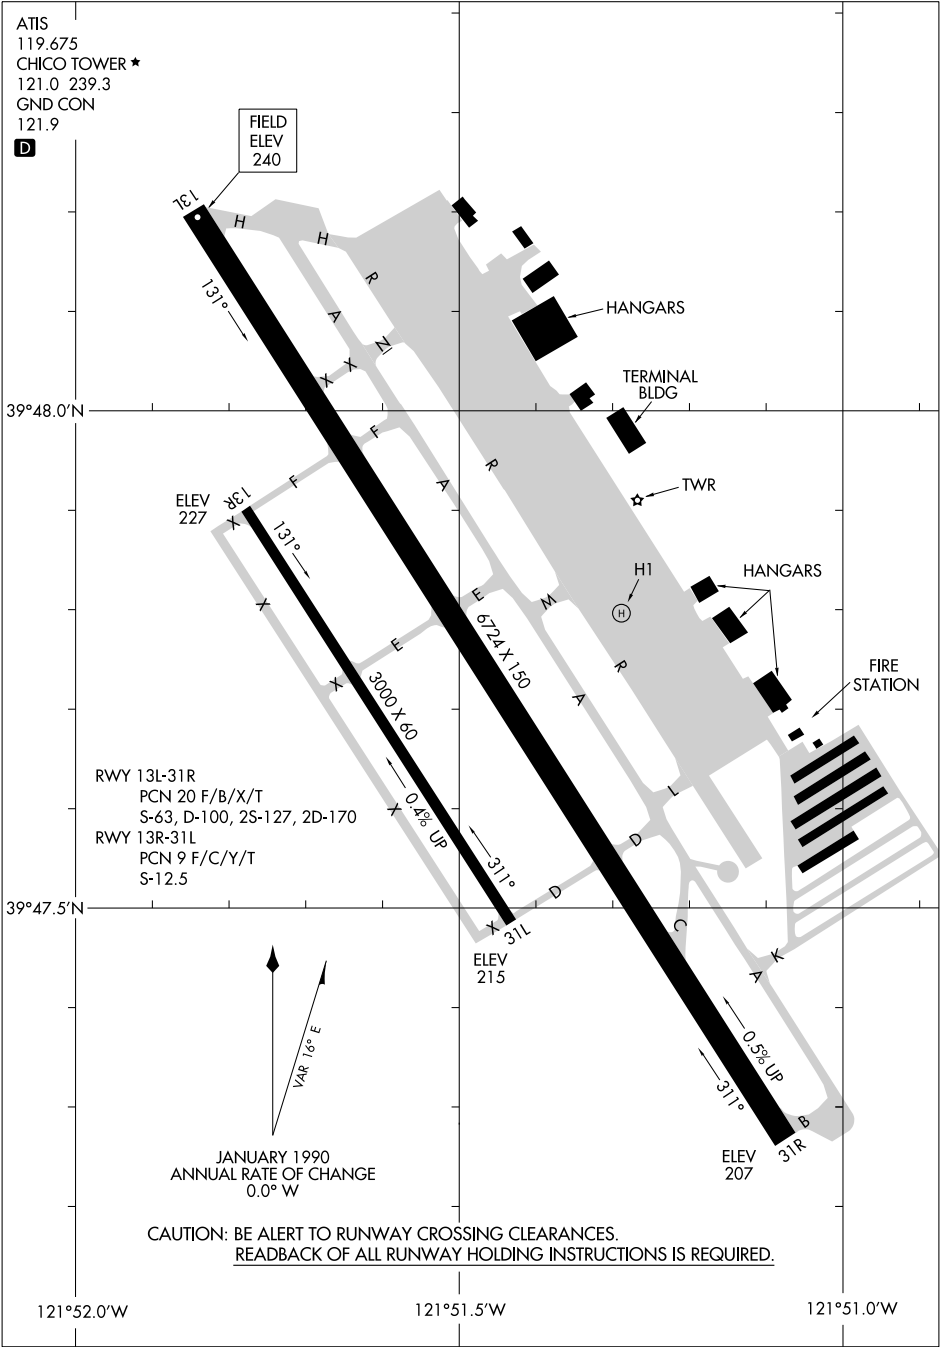 ATIS
119.675
CHICO TOWER ★
121.0 239.3
GND CON
121.9
D
FIELD
ELEV
240
13L
H
H
R
131°
A
HANGARS
N
X
X
TERMINAL
BLDG
39°48.0'N
F
F
R
A
TWR
ELEV
227
13R
X
131°
H1
HANGARS
H
X
E
M
E
6724 X 150
R
FIRE
STATION
X
3000 X 60
A
RWY 13L-31R
PCN 20 F/B/X/T
S-63, D-100, 2S-127, 2D-170
RWY 13R-31L
PCN 9 F/C/Y/T
S-12.5
L
X
0.4% UP
D
311°
D
39°47.5'N
X
31L
C
ELEV
215
K
A
VAR 16° E
0.5% UP
311°
B
31R
JANUARY 1990
ANNUAL RATE OF CHANGE
0.0° W
ELEV
207
CAUTION: BE ALERT TO RUNWAY CROSSING CLEARANCES.
READBACK OF ALL RUNWAY HOLDING INSTRUCTIONS IS REQUIRED.
121°52.0'W
121°51.5'W
121°51.0'W